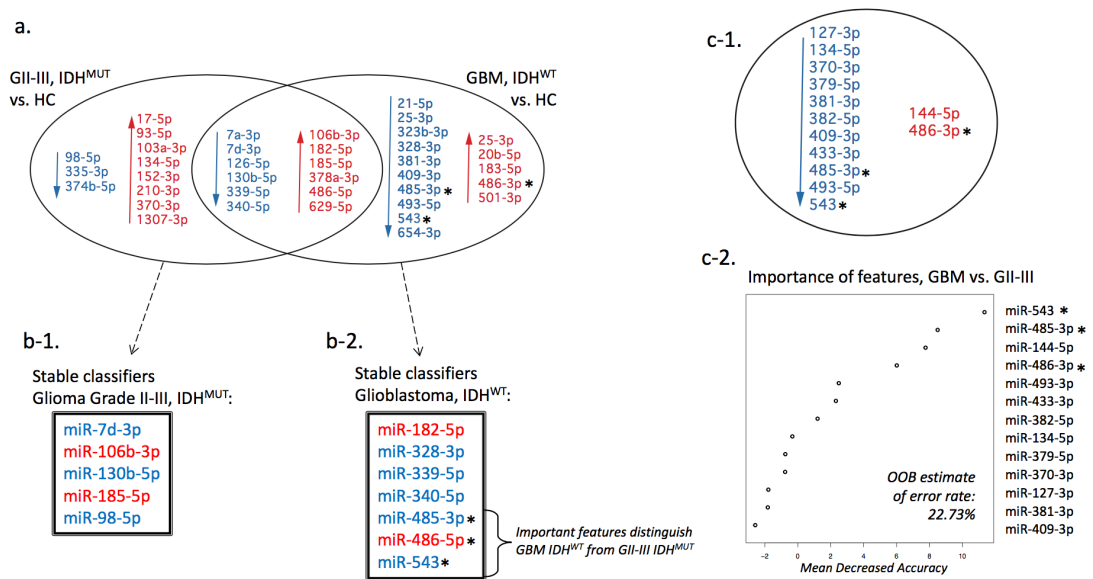 a.
GII-III, IDHMUT
vs. HC
GBM, IDHWT
vs. HC
98-5p
335-3p
374b-5p
17-5p
93-5p
103a-3p
134-5p
152-3p
210-3p
370-3p
1307-3p
7a-3p
7d-3p
126-5p
130b-5p
339-5p
340-5p
106b-3p
182-5p
185-5p
378a-3p
486-5p
629-5p
21-5p
25-3p
323b-3p
328-3p
381-3p
409-3p
485-3p *
493-5p
543 *
654-3p
25-3p
20b-5p
183-5p
486-3p *
501-3p
b-1.
Stable classifiers
Glioma Grade II-III, IDHMUT:
miR-7d-3p
miR-106b-3p
miR-130b-5p
miR-185-5p
miR-98-5p
b-2.
Stable classifiers
Glioblastoma, IDHWT:
miR-182-5p
miR-328-3p
miR-339-5p
miR-340-5p
miR-485-3p *
miR-486-5p *
miR-543 *
Important features distinguish
GBM IDHWT from GII-III IDHMUT
c-1.
127-3p
134-5p
370-3p
379-5p
381-3p
382-5p
409-3p
433-3p
485-3p *
493-5p
543 *
144-5p
486-3p *
c-2.
Importance of features, GBM vs. GII-III
miR-543 *
miR-485-3p *
miR-144-5p
miR-486-3p *
miR-493-3p
miR-433-3p
miR-382-5p
miR-134-5p
miR-379-5p
miR-370-3p
miR-127-3p
miR-381-3p
miR-409-3p
OOB estimate
of error rate:
22.73%
-2 0 2 4 6 8 10
Mean Decreased Accuracy